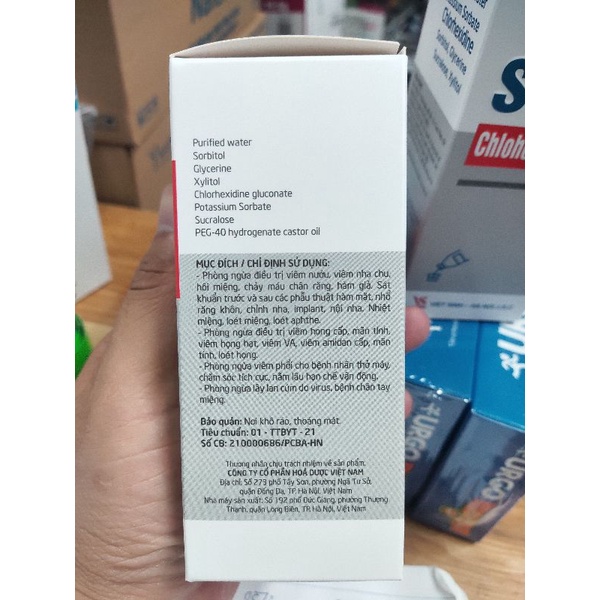 Purified water
Sorbitol
Glycerine
Xylitol
Chlorhexidine gluconate
Potassium Sorbate
Sucralose
PEG-40 hydrogenate castor oil
MỤC ĐÍCH / CHỈ ĐỊNH SỬ DỤNG:
- Phòng ngừa điều trị viêm nướu, viêm nha chu,
hôi miệng, chảy máu chân răng, hàm giả. Sát
khuẩn trước và sau các phẫu thuật hàm mặt, nhổ
răng khôn, chỉnh nha, implant, nội nha. Nhiệt
miệng, loét miệng, loét aphthe.
- Phòng ngừa điều trị viêm họng cấp, mãn tính,
viêm họng hạt, viêm VA, viêm amidan cấp, mãn
tính, loét họng.
- Phòng ngừa viêm phổi cho bệnh nhân thở máy,
chăm sóc tích cực, nằm lâu hạn chế vận động.
- Phòng ngừa lây lan cúm do virus, bệnh chân tay
miệng.
Bảo quản: Nơi khô ráo, thoáng mát.
Tiêu chuẩn: 01 - TTBYT - 21
Số CB: 210000686/PCBA-HN
Thương nhân chịu trách nhiệm về sản phẩm:
CÔNG TY CỔ PHẦN HOÁ DƯỢC VIỆT NAM
Địa chỉ: Số 273 phố Tây Sơn, phường Ngã Tư Sở,
quận Đống Đa, TP. Hà Nội, Việt Nam
Nhà máy sản xuất: Số 192 phố Đức Giang, phường Thượng
Thanh, quận Long Biên, TP. Hà Nội, Việt Nam
Potassium Sorbate
Chlorhexidine
Sorbitol, Glycerine
Sucralose, Xylitol
S
Chloh
URGO
URGO